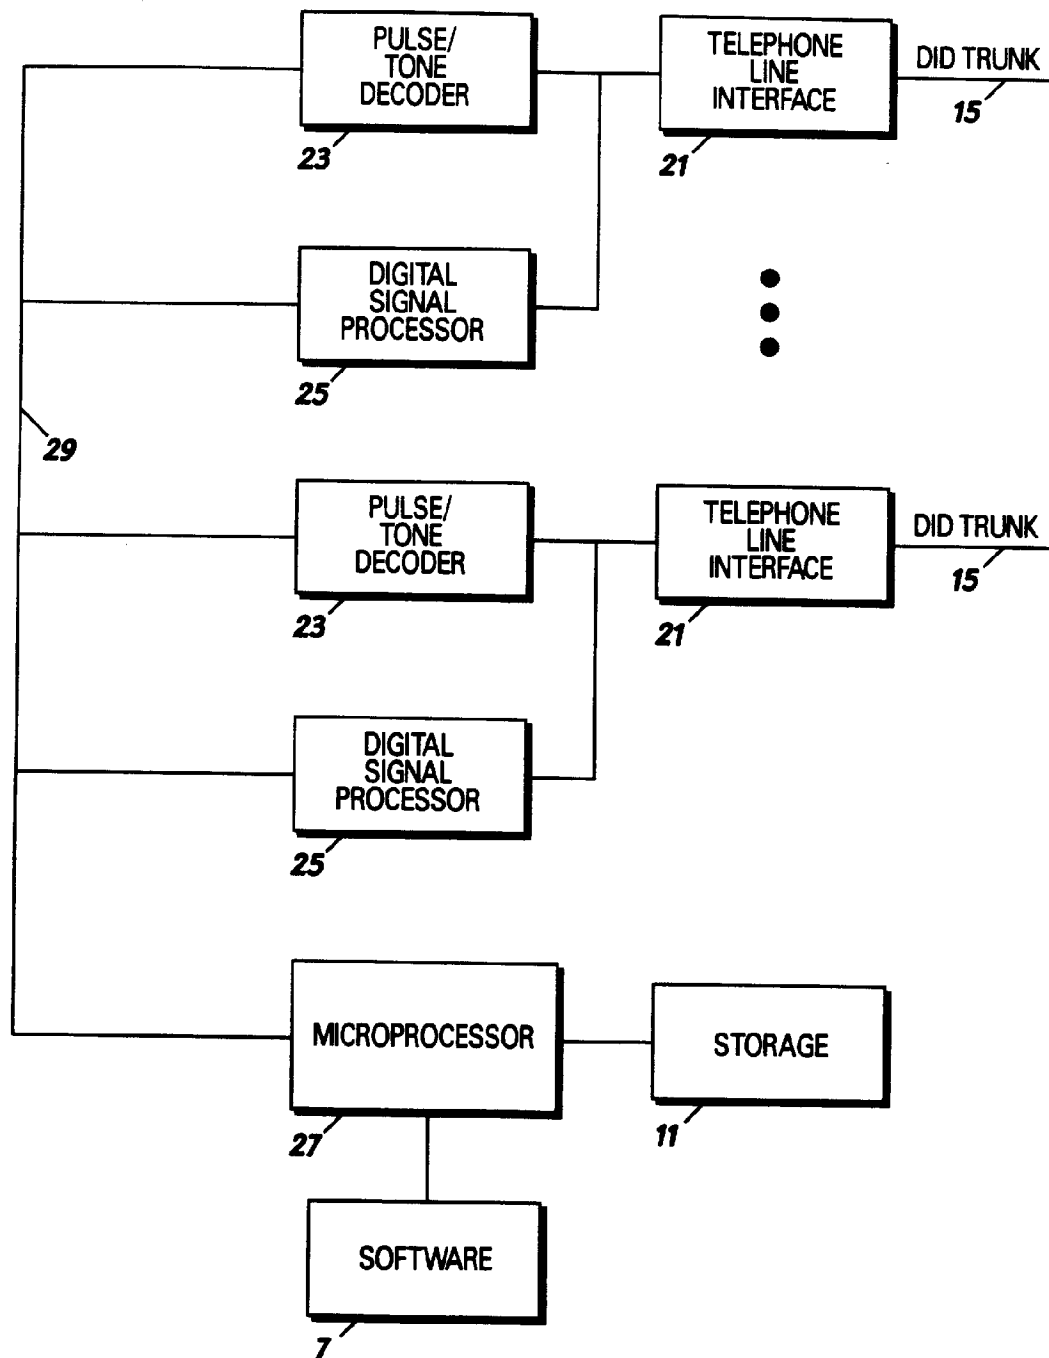 PULSE/
TONE
DECODER
23
TELEPHONE
LINE
INTERFACE
21
DID TRUNK
15
DIGITAL
SIGNAL
PROCESSOR
25
29
PULSE/
TONE
DECODER
23
TELEPHONE
LINE
INTERFACE
21
DID TRUNK
15
DIGITAL
SIGNAL
PROCESSOR
25
MICROPROCESSOR
27
STORAGE
11
SOFTWARE
7